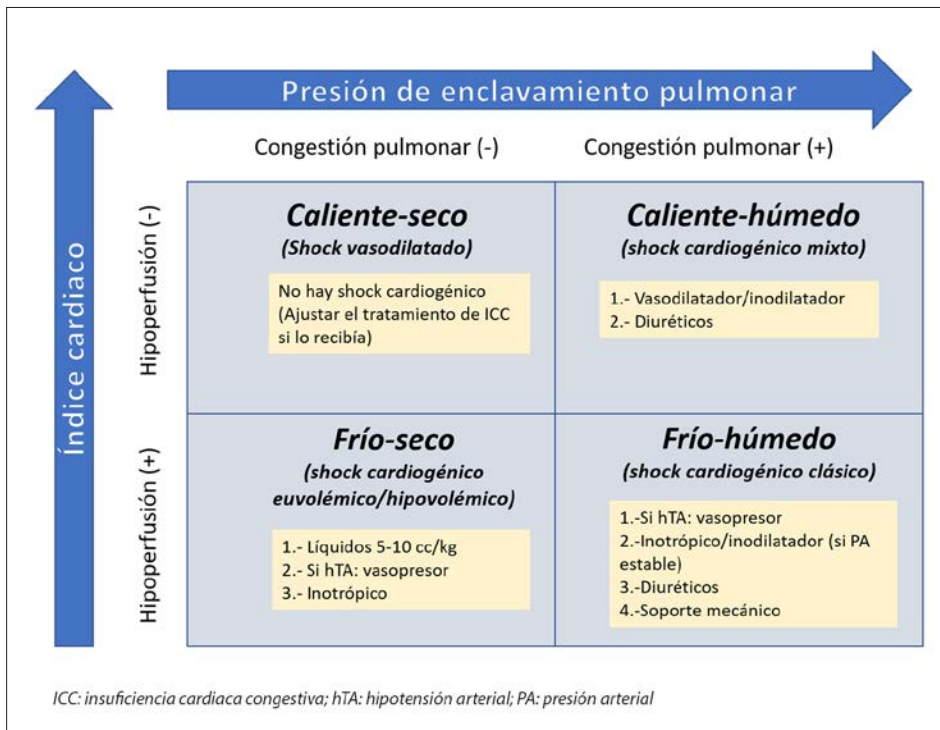 Presión de enclavamiento pulmonar
Congestión pulmonar (-)
Congestión pulmonar (+)
Índice cardiaco
Hipoperfusión (-)
Caliente-seco
(Shock vasodilatado)
No hay shock cardiogénico
(Ajustar el tratamiento de ICC
si lo recibía)
Caliente-húmedo
(shock cardiogénico mixto)
1.- Vasodilatador/inodilatador
2.- Diuréticos
Hipoperfusión (+)
Frío-seco
(shock cardiogénico
euvolémico/hipovolémico)
1.- Líquidos 5-10 cc/kg
2.- Si hTA: vasopresor
3.- Inotrópico
Frío-húmedo
(shock cardiogénico clásico)
1.-Si hTA: vasopresor
2.-Inotrópico/inodilatador (si PA
estable)
3.-Diuréticos
4.-Soporte mecánico
ICC: insuficiencia cardiaca congestiva; hTA: hipotensión arterial; PA: presión arterial